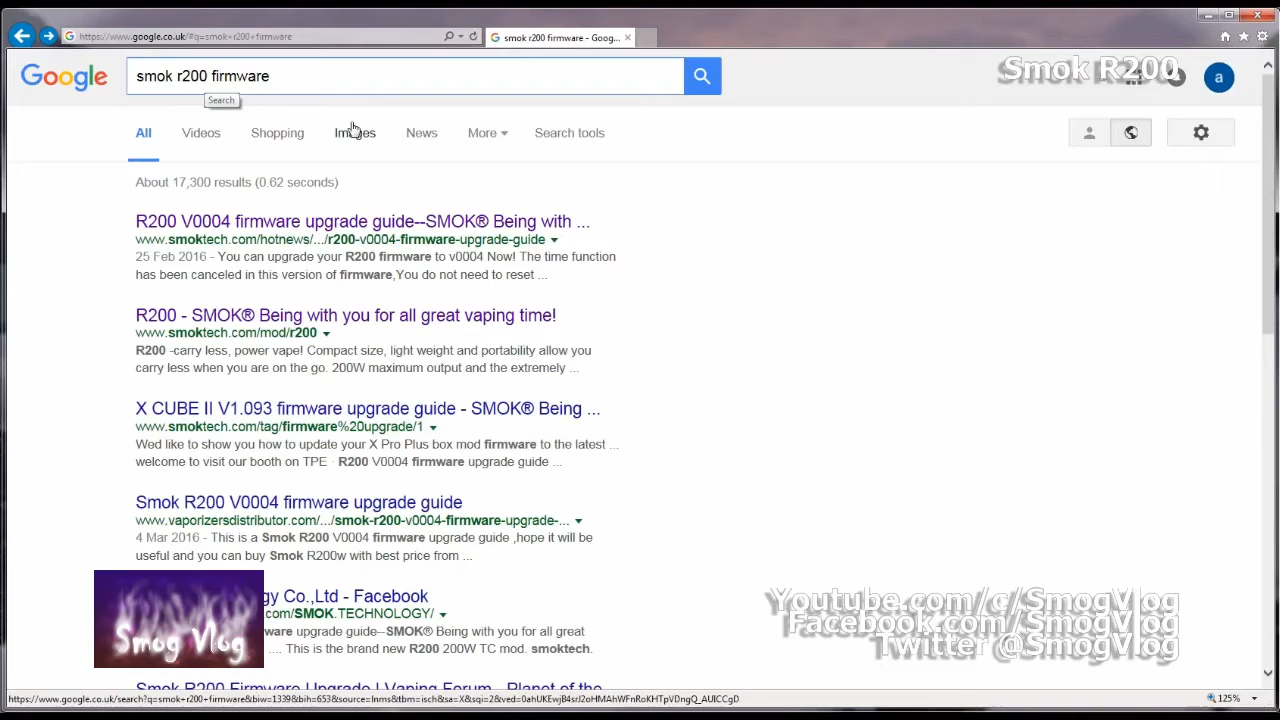 https://www.google.co.uk/#q=smok+r200+firmware
smok r200 firmware - Goog...
Google
smok r200 firmware
Smok R200
a
Search
All
Videos
Shopping
Images
News
More
Search tools
About 17,300 results (0.62 seconds)
R200 V0004 firmware upgrade guide--SMOK® Being with ...
www.smoktech.com/hotnews/.../r200-v0004-firmware-upgrade-guide
25 Feb 2016 - You can upgrade your R200 firmware to v0004 Now! The time function
has been canceled in this version of firmware,You do not need to reset ...
R200 - SMOK® Being with you for all great vaping time!
www.smoktech.com/mod/r200
R200 -carry less, power vape! Compact size, light weight and portability allow you
carry less when you are on the go. 200W maximum output and the extremely ...
X CUBE II V1.093 firmware upgrade guide - SMOK® Being ...
www.smoktech.com/tag/firmware%20upgrade/1
Wed like to show you how to update your X Pro Plus box mod firmware to the latest ...
welcome to visit our booth on TPE · R200 V0004 firmware upgrade guide ...
Smok R200 V0004 firmware upgrade guide
www.vaporizersdistributor.com/.../smok-r200-v0004-firmware-upgrade-...
4 Mar 2016 - This is a Smok R200 V0004 firmware upgrade guide ,hope it will be
useful and you can buy Smok R200w with best price from ...
gy Co.,Ltd - Facebook
com/SMOK.TECHNOLOGY/
ware upgrade guide--SMOK® Being with you for all great
.... This is the brand new R200 200W TC mod. smoktech.
Smog Vlog
Youtube.com/c/SmogVlog
Facebook.com/SmogVlog
Twitter @SmogVlog
Smok R200 Firmware Upgrade | Vaping Forum - Planet of the
125%